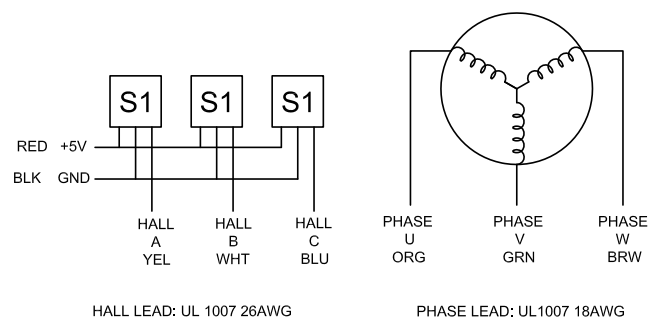 S1 S1 S1
RED +5V
BLK GND
HALL
A
YEL
HALL
B
WHT
HALL
C
BLU
HALL LEAD: UL 1007 26AWG
PHASE
U
ORG
PHASE
V
GRN
PHASE
W
BRW
PHASE LEAD: UL1007 18AWG